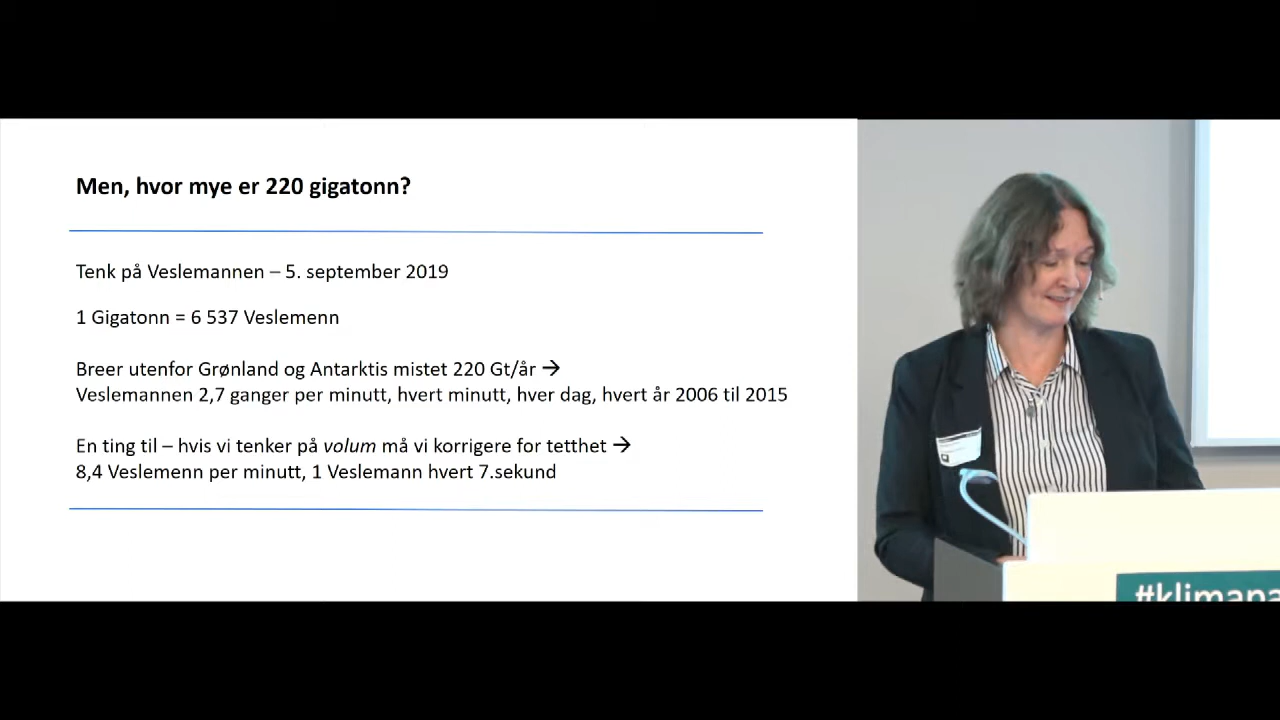 Men, hvor mye er 220 gigatonn?
Tenk på Veslemannen – 5. september 2019
1 Gigatonn = 6 537 Veslemenn
Breer utenfor Grønland og Antarktis mistet 220 Gt/år →
Veslemannen 2,7 ganger per minutt, hvert minutt, hver dag, hvert år 2006 til 2015
En ting til – hvis vi tenker på volum må vi korrigere for tetthet →
8,4 Veslemenn per minutt, 1 Veslemann hvert 7.sekund
#klimapa